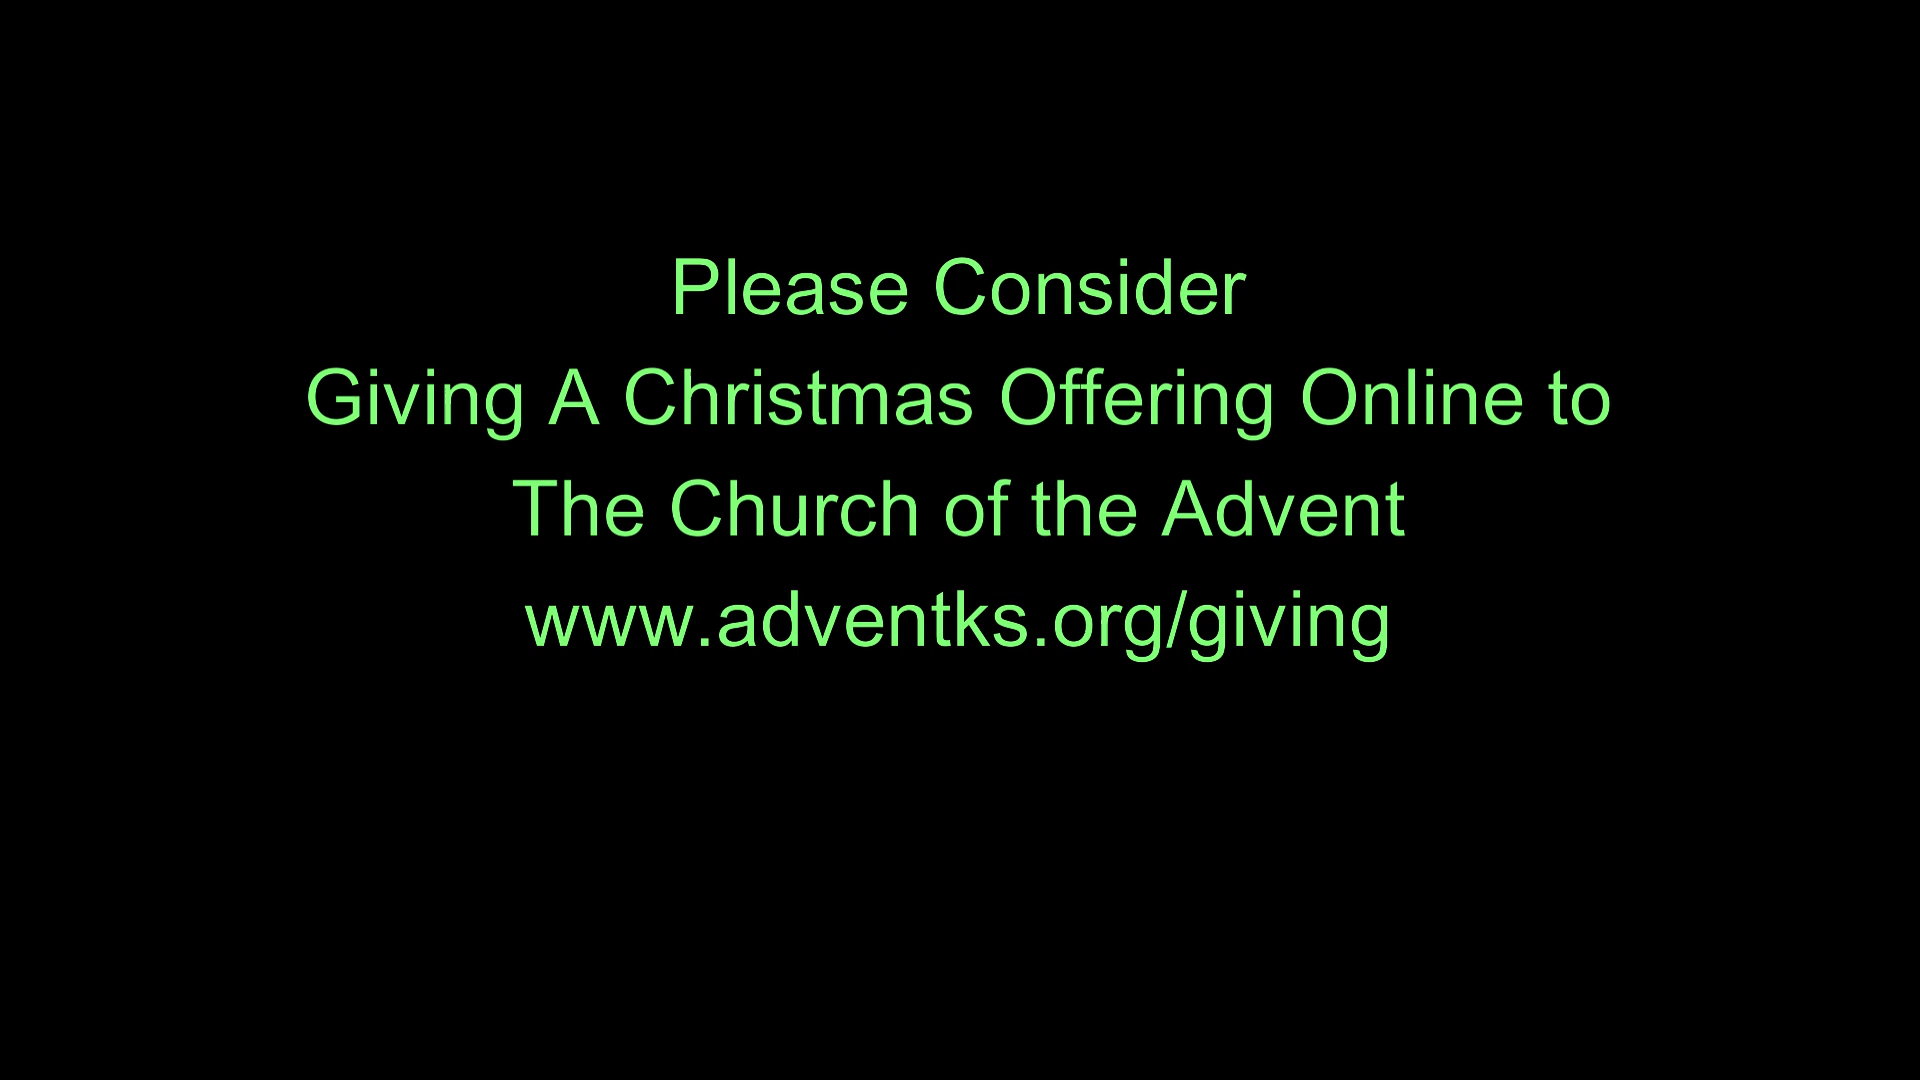 Please Consider
Giving A Christmas Offering Online to
The Church of the Advent
www.adventks.org/giving